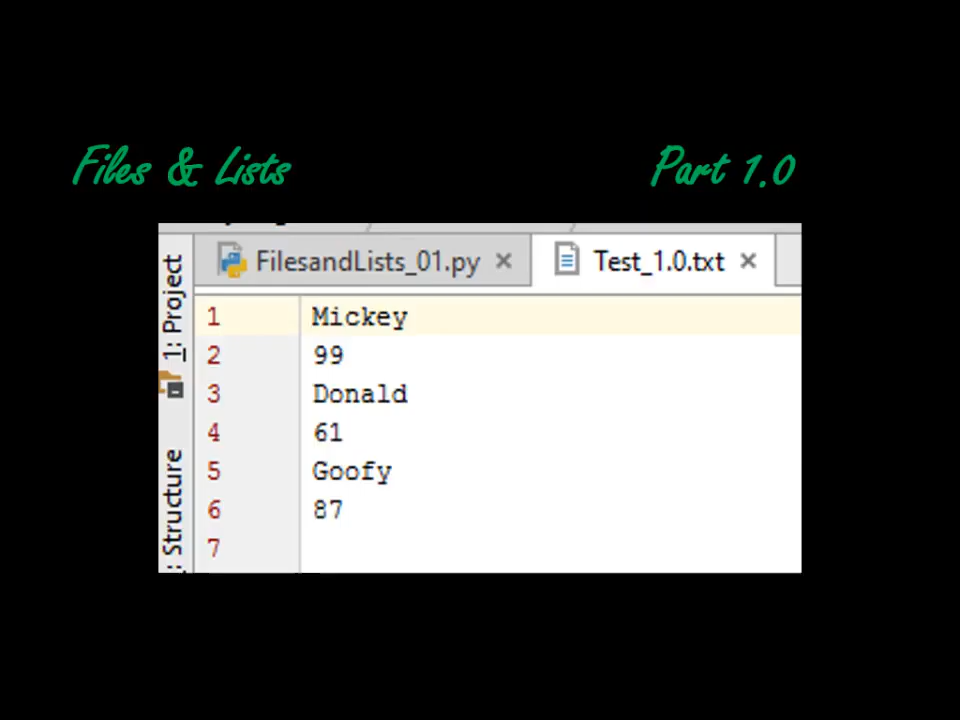 Files & Lists
Part 1.0
FilesandLists_01.py
Test_1.0.txt
1: Project
: Structure
1 Mickey
2 99
3 Donald
4 61
5 Goofy
6 87
7